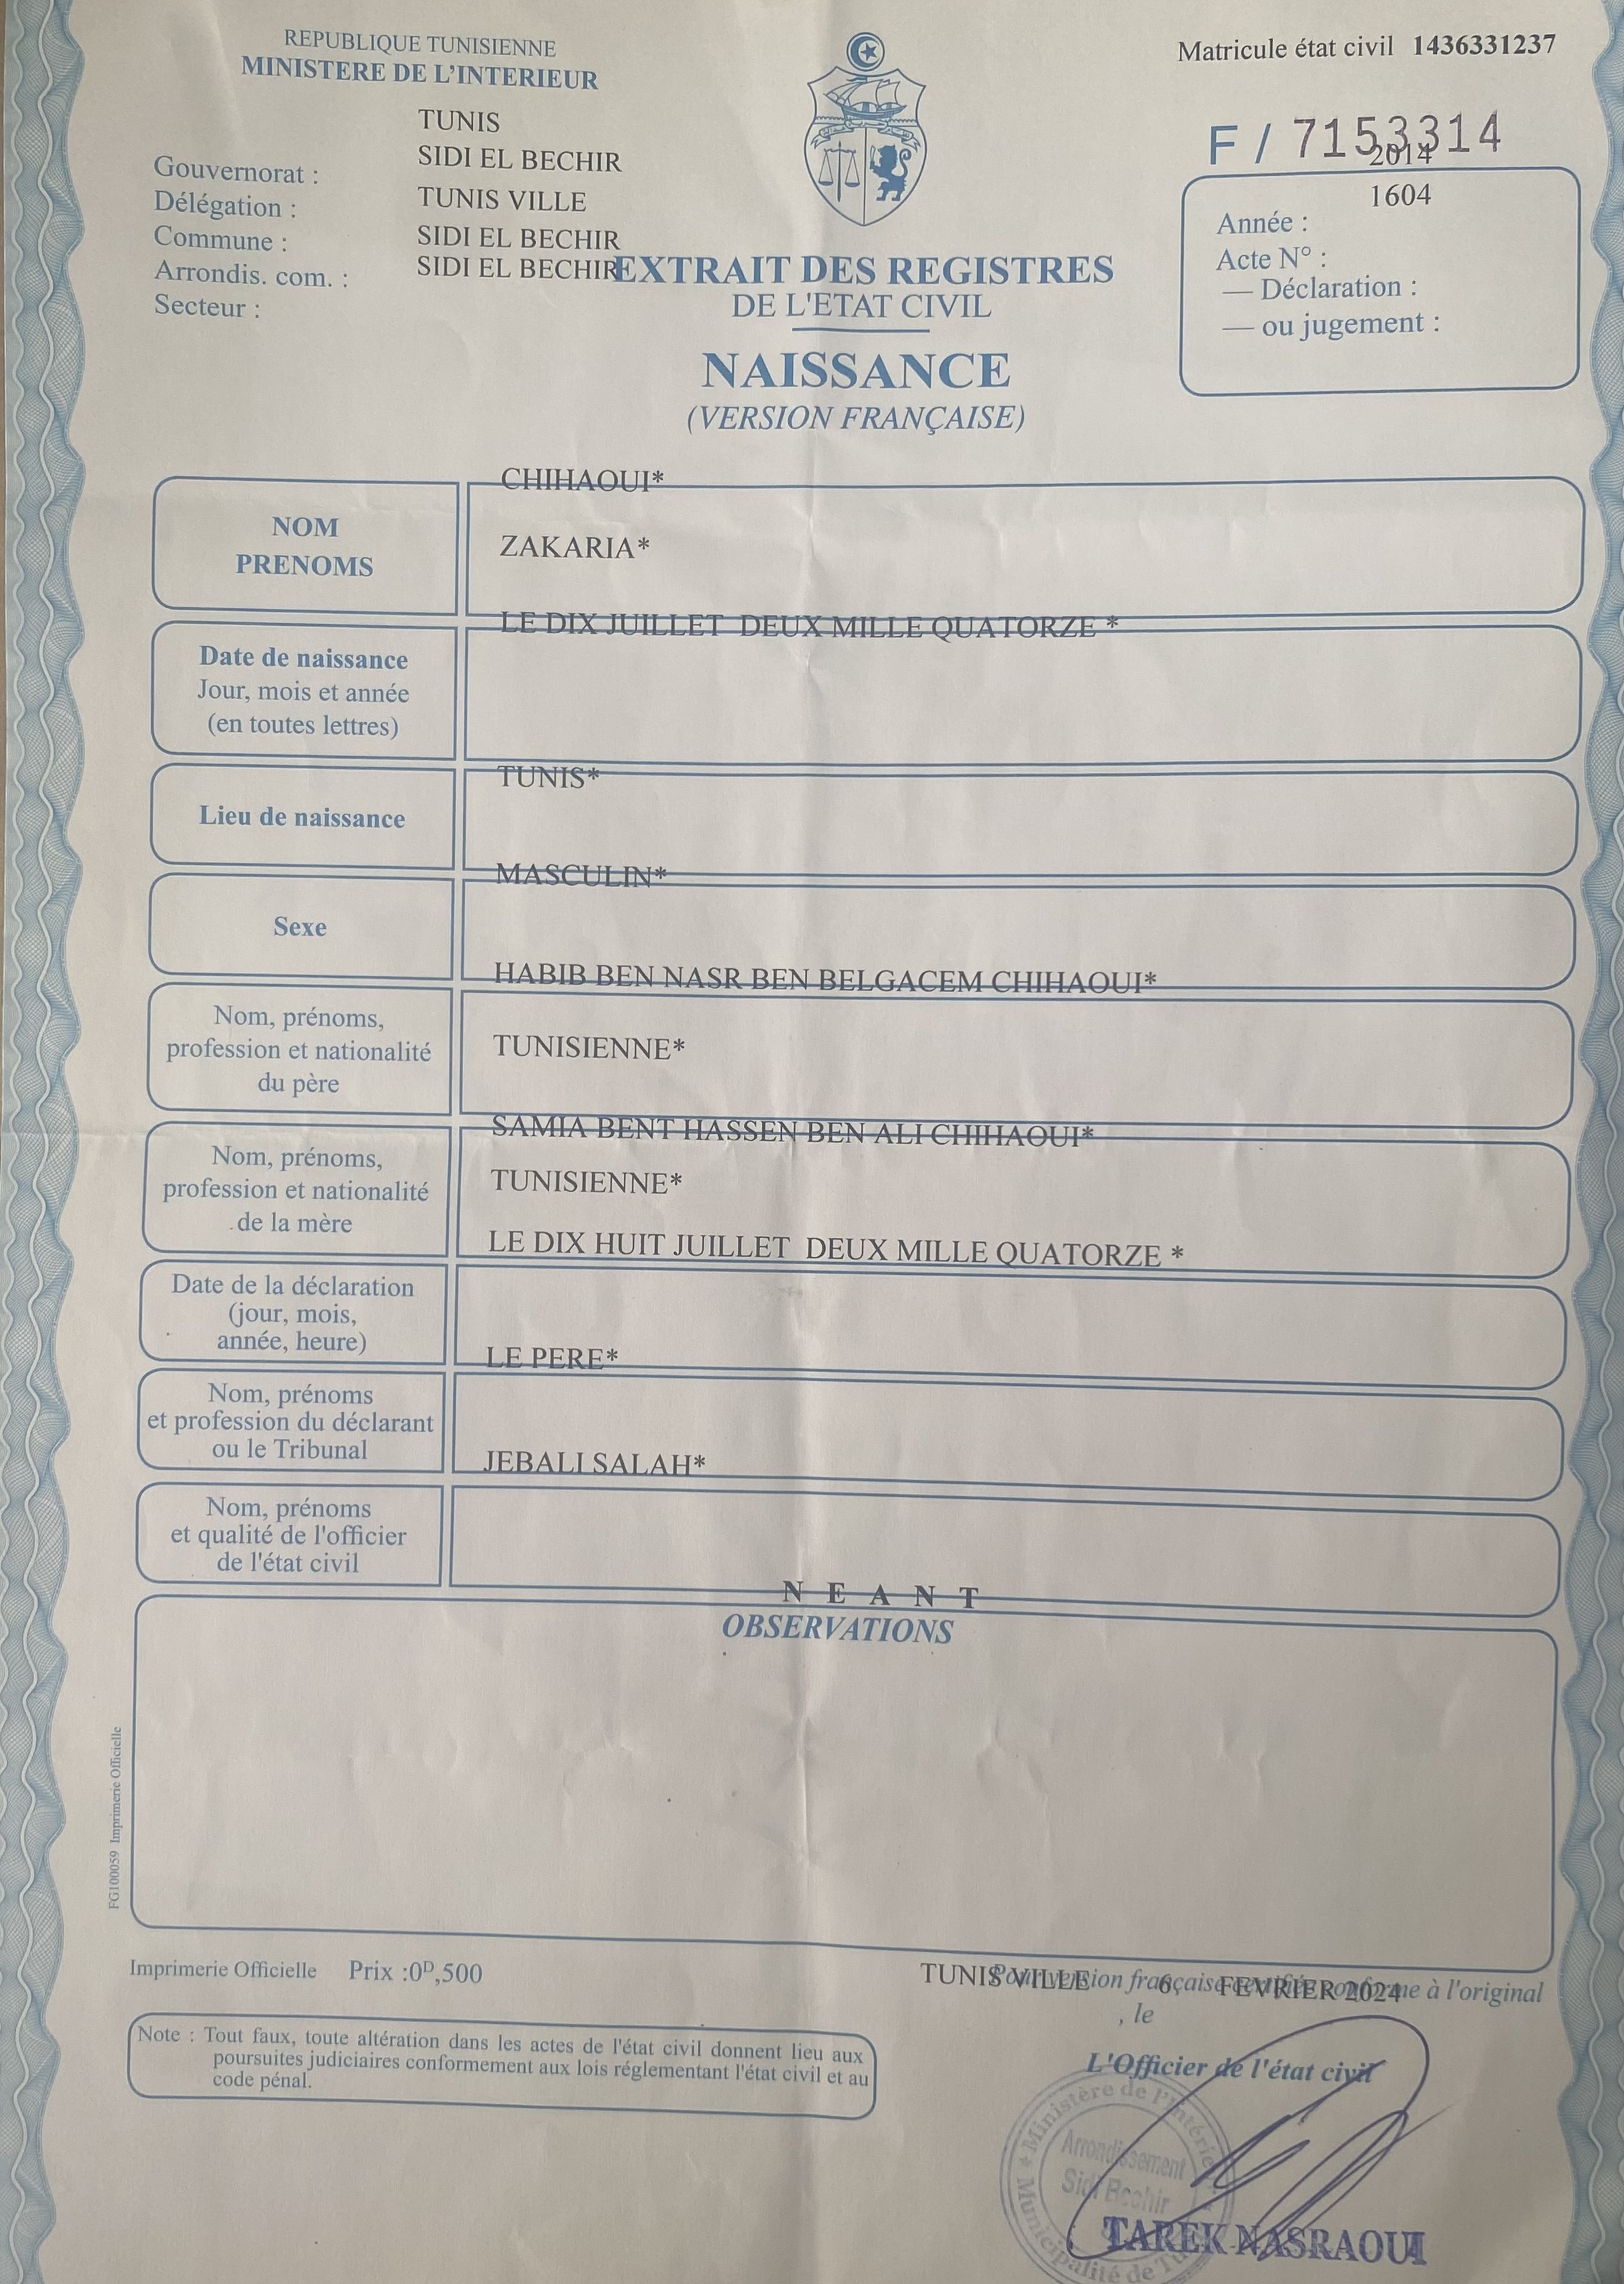 REPUBLIQUE TUNISIENNE
MINISTERE DE L'INTERIEUR
Matricule état civil 1436331237
F / 7153314
TUNIS
SIDI EL BECHIR
TUNIS VILLE
SIDI EL BECHIR
SIDI EL BECHIR
Gouvernorat :
Délégation :
Commune :
Arrondis. com. :
Secteur :
EXTRAIT DES REGISTRES
DE L'ETAT CIVIL
NAISSANCE
(VERSION FRANÇAISE)
2014
1604
Année :
Acte N° :
— Déclaration :
— ou jugement :
NOM
PRENOMS
CHIHAOUI*
ZAKARIA*
Date de naissance
Jour, mois et année
(en toutes lettres)
LE DIX JUILLET DEUX MILLE QUATORZE *
Lieu de naissance
TUNIS*
Sexe
MASCULIN*
Nom, prénoms,
profession et nationalité
du père
HABIB BEN NASR BEN BELGACEM CHIHAOUI*
TUNISIENNE*
Nom, prénoms,
profession et nationalité
de la mère
SAMIA BENT HASSEN BEN ALI CHIHAOUI*
TUNISIENNE*
Date de la déclaration
(jour, mois,
année, heure)
LE DIX HUIT JUILLET DEUX MILLE QUATORZE *
Nom, prénoms
et profession du déclarant
ou le Tribunal
LE PERE*
Nom, prénoms
et qualité de l'officier
de l'état civil
JEBALI SALAH*
N E A N T
OBSERVATIONS
FG100059 Imprimerie Officielle
Imprimerie Officielle Prix :0D,500
Pour version française certifiée conforme à l'original
TUNIS VILLE 6, FEVRIER 2024
, le
Note : Tout faux, toute altération dans les actes de l'état civil donnent lieu aux
poursuites judiciaires conformement aux lois réglementant l'état civil et au
code pénal.
L'Officier de l'état civil
Ministère de l'Intérieur
Arrondissement
Sidi Bechir
Municipalité de Tunis
TAREK NASRAOUI